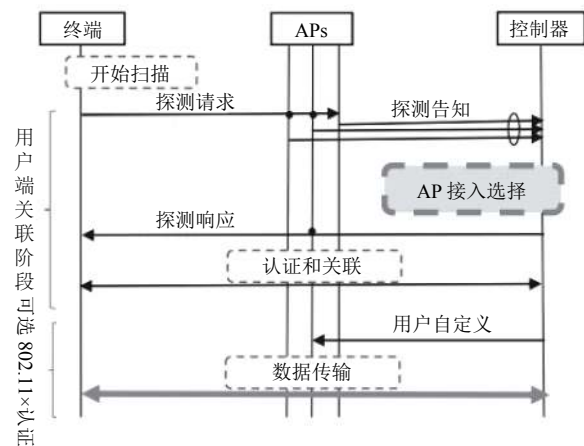 终端
APs
控制器
开始扫描
探测请求
探测告知
AP 接入选择
探测响应
认证和关联
用户自定义
数据传输
用户端关联阶段可选 802.11×认证